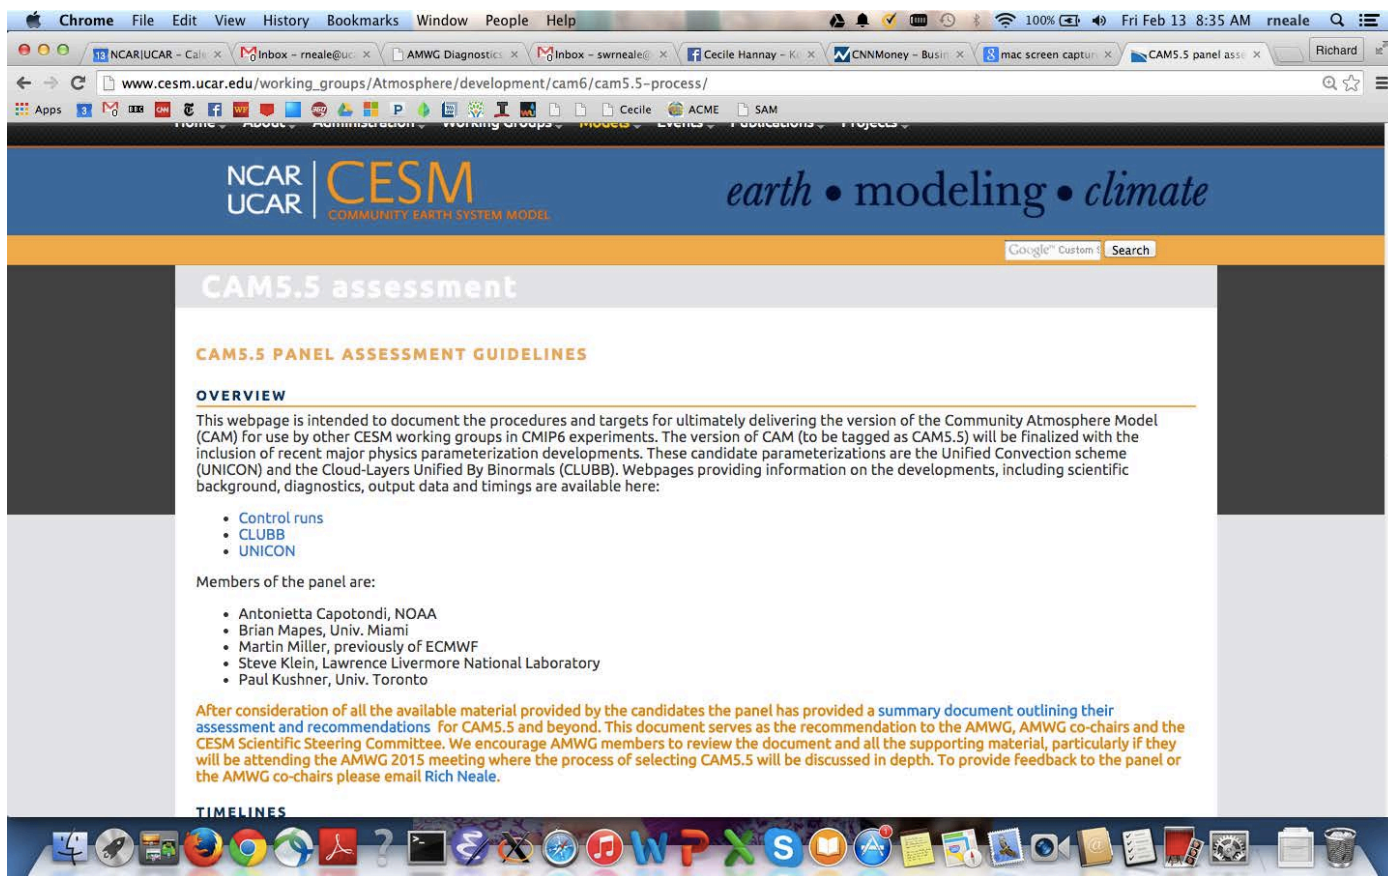 Chrome File Edit View History Bookmarks Window People Help 100% Fri Feb 13 8:35 AM rneale
NCAR|UCAR – Cale Inbox – rneale@uc AMWG Diagnostics Inbox – swrneale@ Cecile Hannay – CNNMoney – Busin mac screen captur CAM5.5 panel asse Richard
www.cesm.ucar.edu/working_groups/Atmosphere/development/cam6/cam5.5-process/
Apps Cecile ACME SAM
Home About Administration Working Groups Models Events Publications Projects
NCAR
UCAR
CESM
COMMUNITY EARTH SYSTEM MODEL
earth • modeling • climate
Google™ Custom S Search
CAM5.5 assessment
CAM5.5 PANEL ASSESSMENT GUIDELINES
OVERVIEW
This webpage is intended to document the procedures and targets for ultimately delivering the version of the Community Atmosphere Model
(CAM) for use by other CESM working groups in CMIP6 experiments. The version of CAM (to be tagged as CAM5.5) will be finalized with the
inclusion of recent major physics parameterization developments. These candidate parameterizations are the Unified Convection scheme
(UNICON) and the Cloud-Layers Unified By Binormals (CLUBB). Webpages providing information on the developments, including scientific
background, diagnostics, output data and timings are available here:
• Control runs
• CLUBB
• UNICON
Members of the panel are:
• Antonietta Capotondi, NOAA
• Brian Mapes, Univ. Miami
• Martin Miller, previously of ECMWF
• Steve Klein, Lawrence Livermore National Laboratory
• Paul Kushner, Univ. Toronto
After consideration of all the available material provided by the candidates the panel has provided a summary document outlining their
assessment and recommendations for CAM5.5 and beyond. This document serves as the recommendation to the AMWG, AMWG co-chairs and the
CESM Scientific Steering Committee. We encourage AMWG members to review the document and all the supporting material, particularly if they
will be attending the AMWG 2015 meeting where the process of selecting CAM5.5 will be discussed in depth. To provide feedback to the panel or
the AMWG co-chairs please email Rich Neale.
TIMELINES